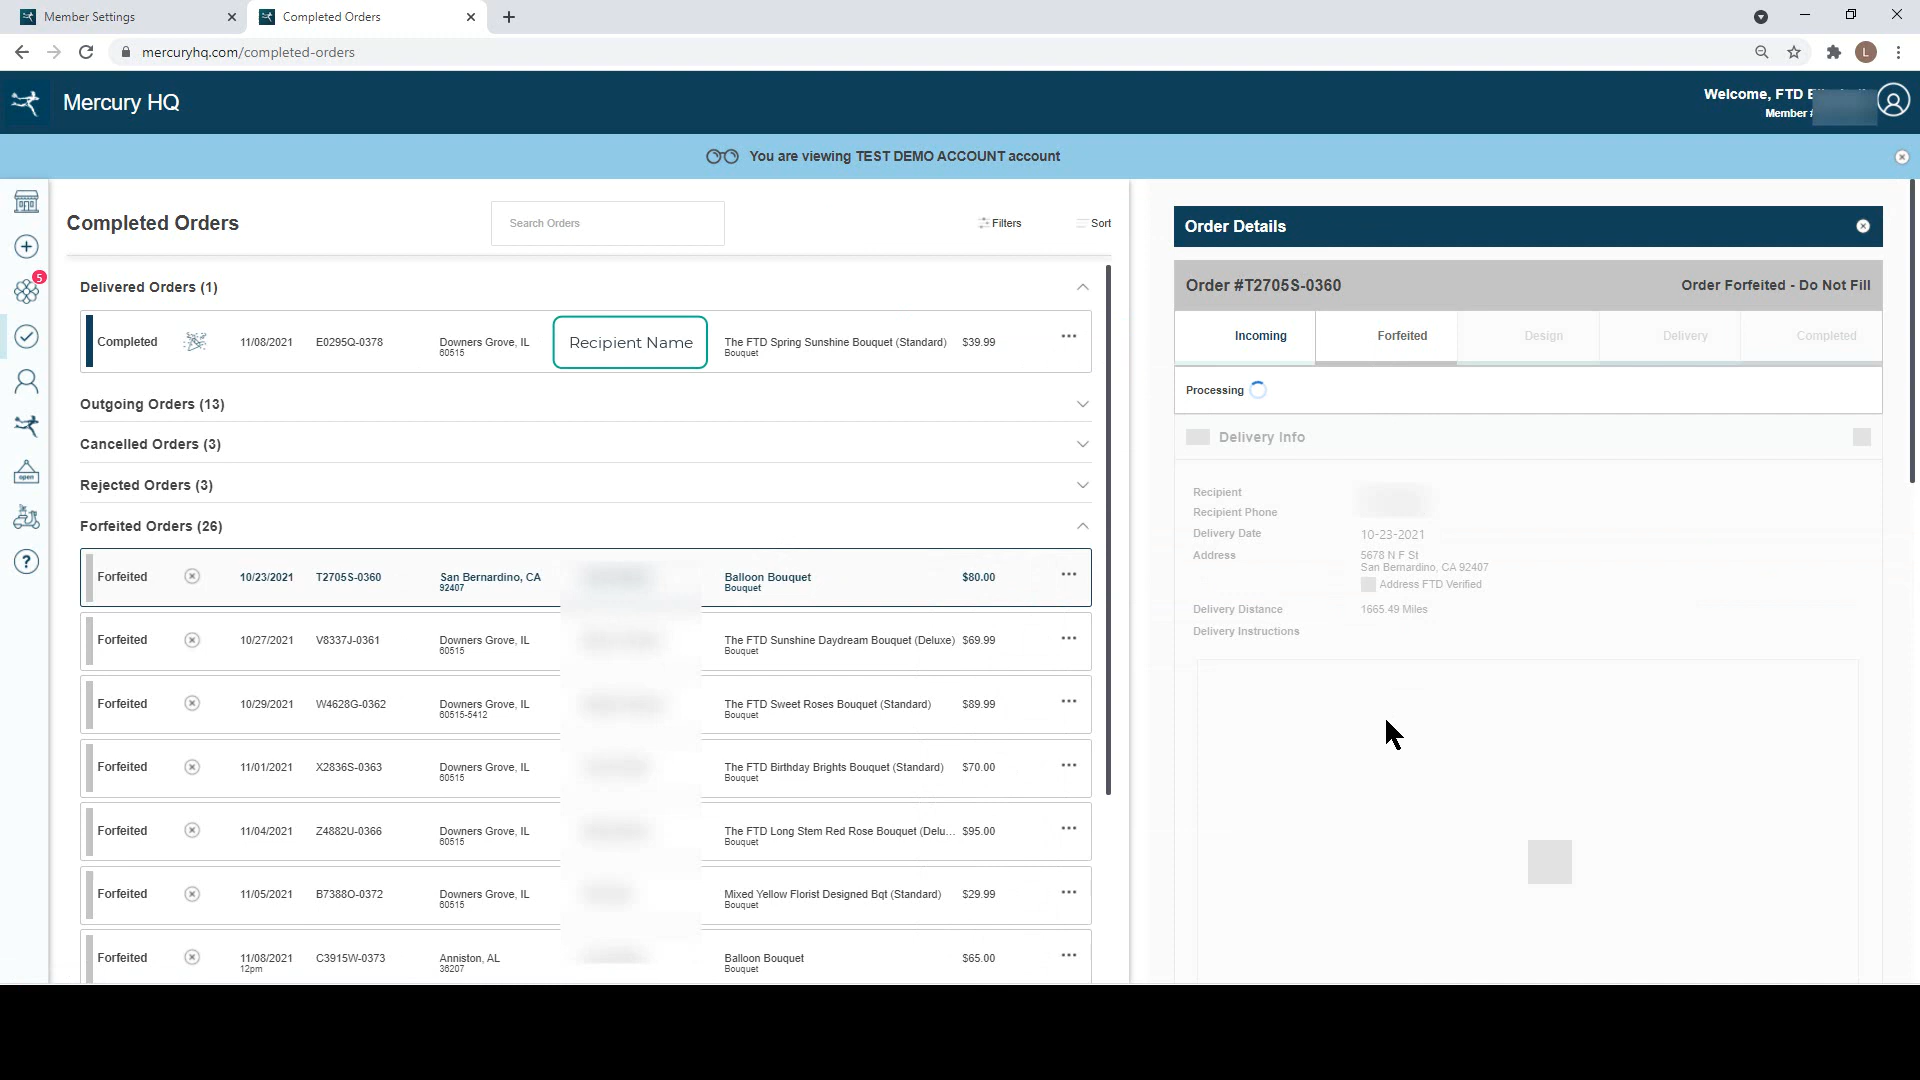 Member Settings
Completed Orders
mercuryhq.com/completed-orders
L
Mercury HQ
Welcome, FTD E
Member #
You are viewing TEST DEMO ACCOUNT account
5
open
?
Completed Orders
Search Orders
Filters
Sort
Delivered Orders (1)
Completed 11/08/2021 E0295Q-0378 Downers Grove, IL Recipient Name The FTD Spring Sunshine Bouquet (Standard) $39.99
60515 Bouquet
Outgoing Orders (13)
Cancelled Orders (3)
Rejected Orders (3)
Forfeited Orders (26)
Forfeited 10/23/2021 T2705S-0360 San Bernardino, CA Balloon Bouquet $80.00
92407 Bouquet
Forfeited 10/27/2021 V8337J-0361 Downers Grove, IL The FTD Sunshine Daydream Bouquet (Deluxe) $69.99
60515 Bouquet
Forfeited 10/29/2021 W4628G-0362 Downers Grove, IL The FTD Sweet Roses Bouquet (Standard) $89.99
60515-5412 Bouquet
Forfeited 11/01/2021 X2836S-0363 Downers Grove, IL The FTD Birthday Brights Bouquet (Standard) $70.00
60515 Bouquet
Forfeited 11/04/2021 Z4882U-0366 Downers Grove, IL The FTD Long Stem Red Rose Bouquet (Delu... $95.00
60515 Bouquet
Forfeited 11/05/2021 B7388O-0372 Downers Grove, IL Mixed Yellow Florist Designed Bqt (Standard) $29.99
60515 Bouquet
Forfeited 11/08/2021 C3915W-0373 Anniston, AL Balloon Bouquet $65.00
12pm 36207 Bouquet
Order Details
Order #T2705S-0360
Order Forfeited - Do Not Fill
Incoming Forfeited Design Delivery Completed
Processing
Delivery Info
Recipient
Recipient Phone
Delivery Date 10-23-2021
Address 5678 N F St
San Bernardino, CA 92407
Address FTD Verified
Delivery Distance 1665.49 Miles
Delivery Instructions